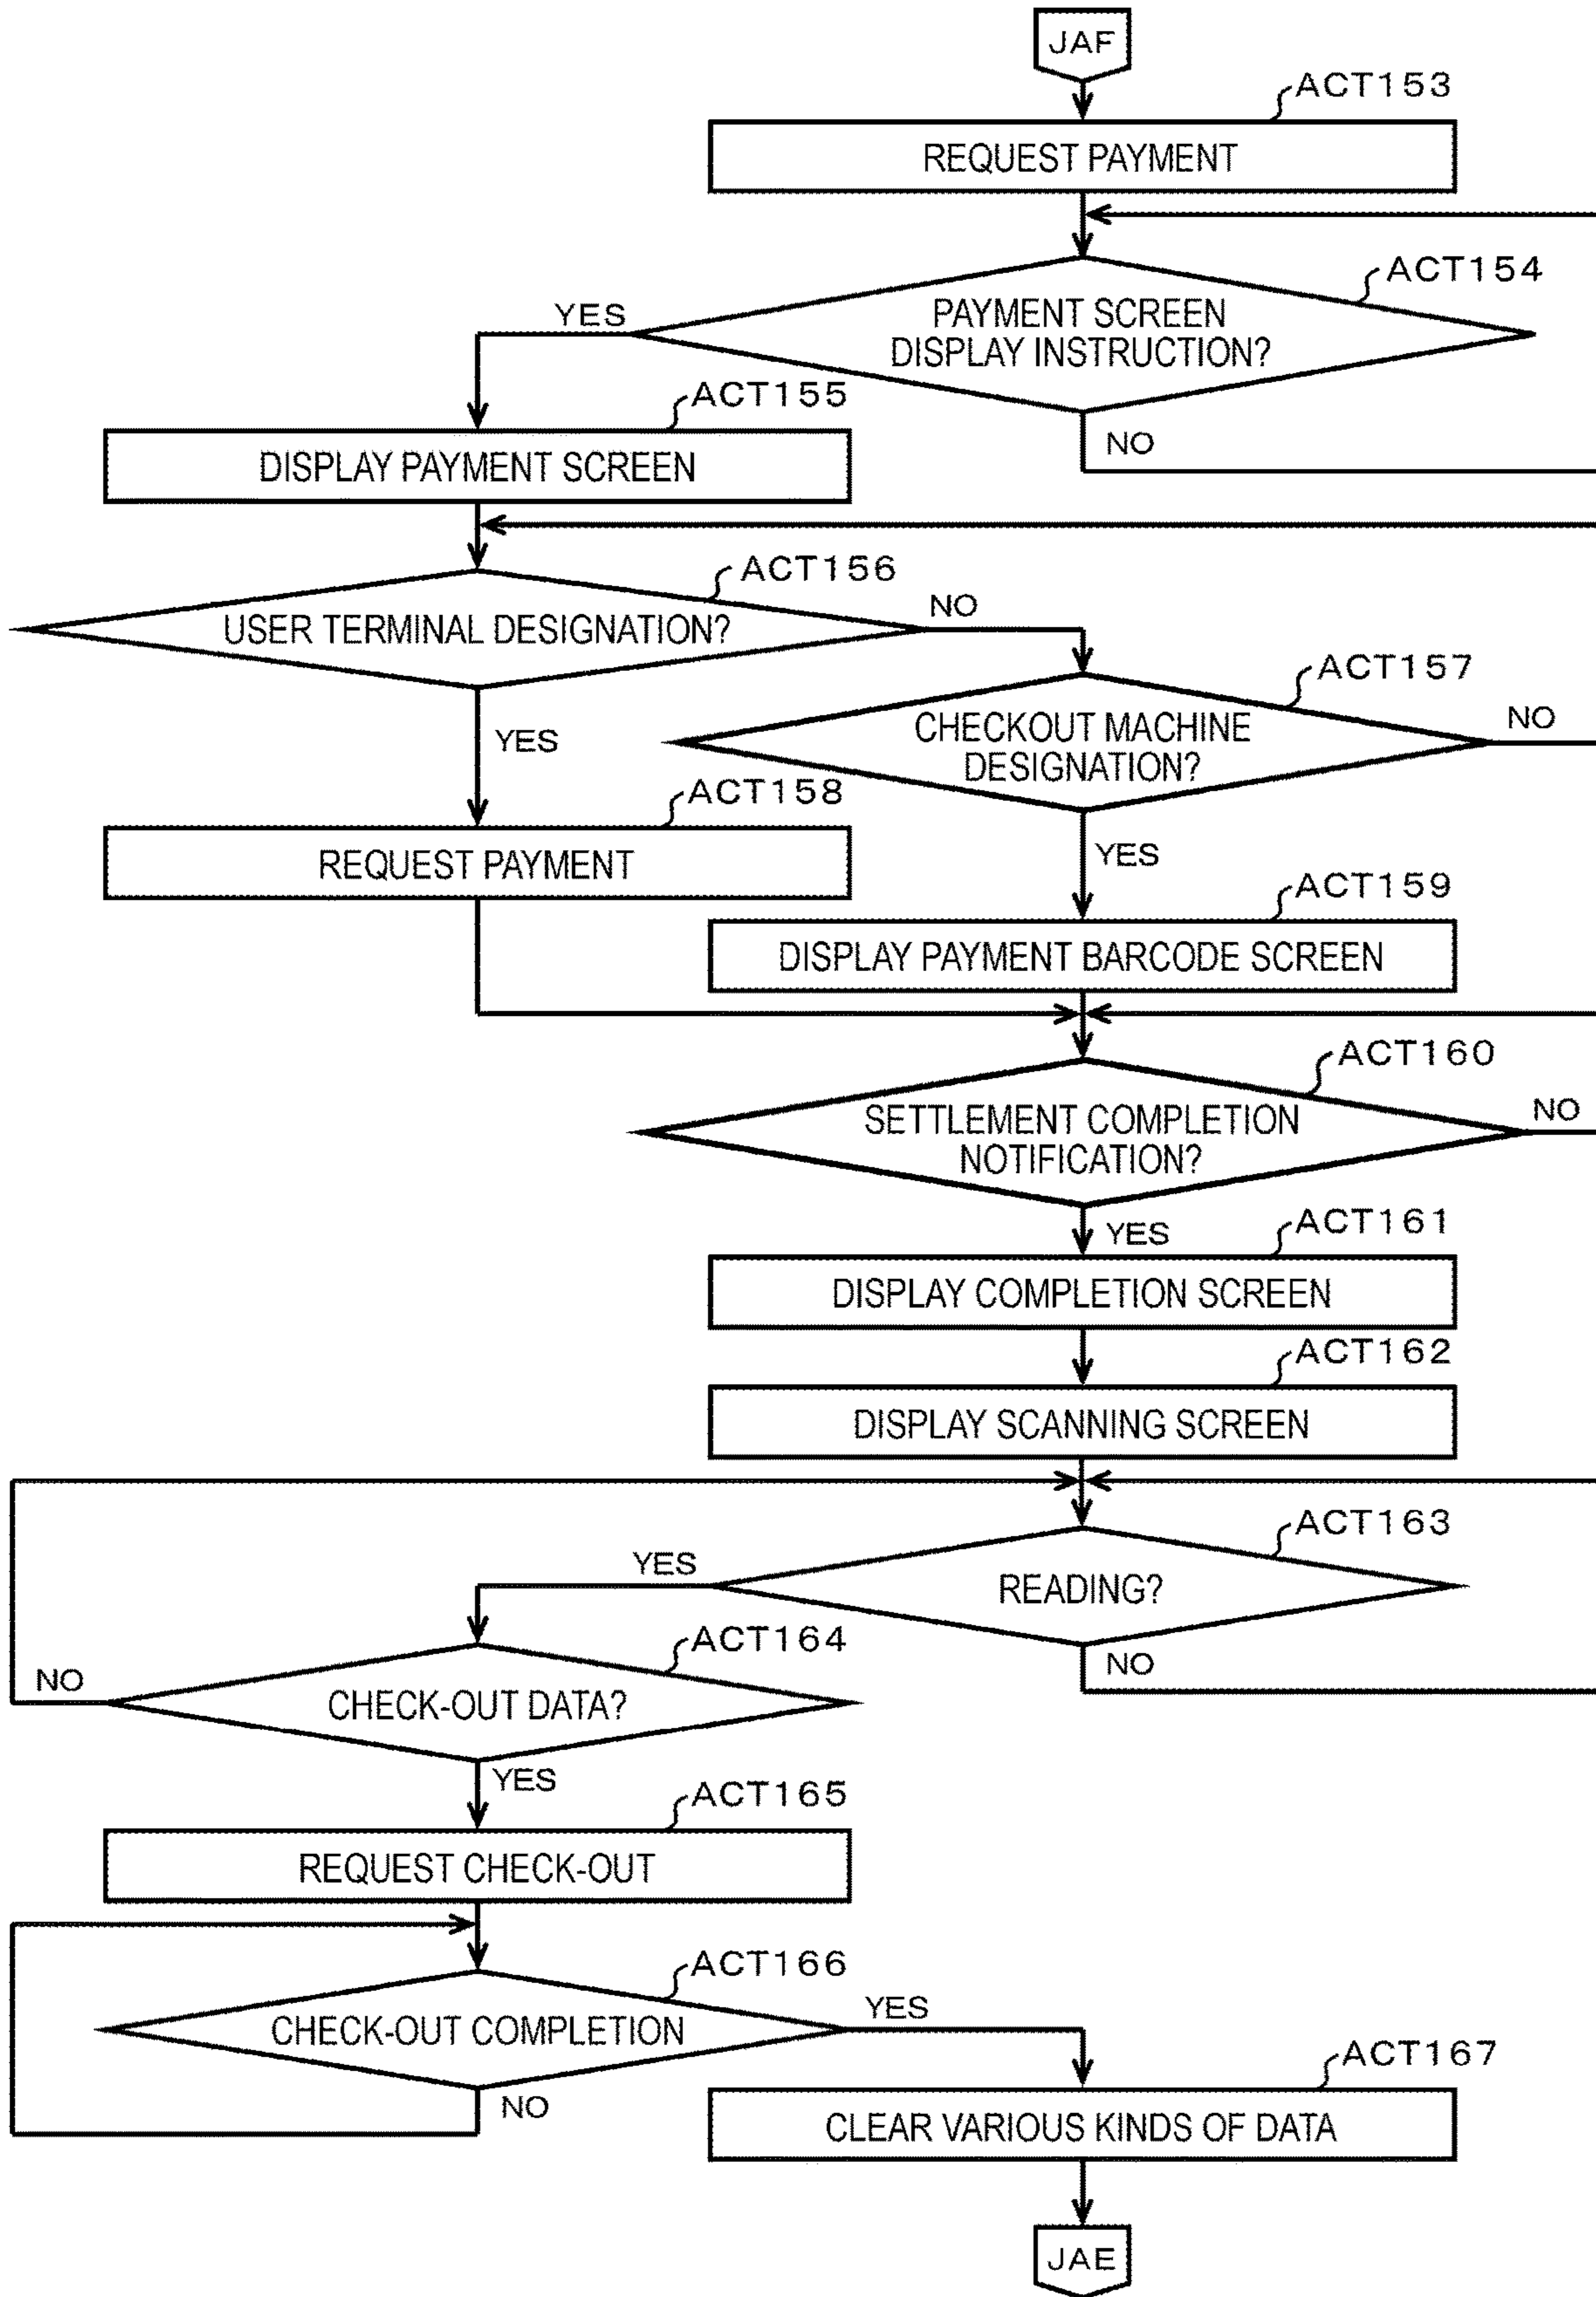 JAF
ACT153
REQUEST PAYMENT
ACT154
PAYMENT SCREEN
DISPLAY INSTRUCTION?
YES
NO
ACT155
DISPLAY PAYMENT SCREEN
ACT156
USER TERMINAL DESIGNATION?
NO
YES
ACT157
CHECKOUT MACHINE
DESIGNATION?
NO
YES
ACT158
REQUEST PAYMENT
ACT159
DISPLAY PAYMENT BARCODE SCREEN
ACT160
SETTLEMENT COMPLETION
NOTIFICATION?
NO
YES
ACT161
DISPLAY COMPLETION SCREEN
ACT162
DISPLAY SCANNING SCREEN
ACT163
READING?
YES
NO
ACT164
CHECK-OUT DATA?
NO
YES
ACT165
REQUEST CHECK-OUT
ACT166
CHECK-OUT COMPLETION
YES
NO
ACT167
CLEAR VARIOUS KINDS OF DATA
JAE